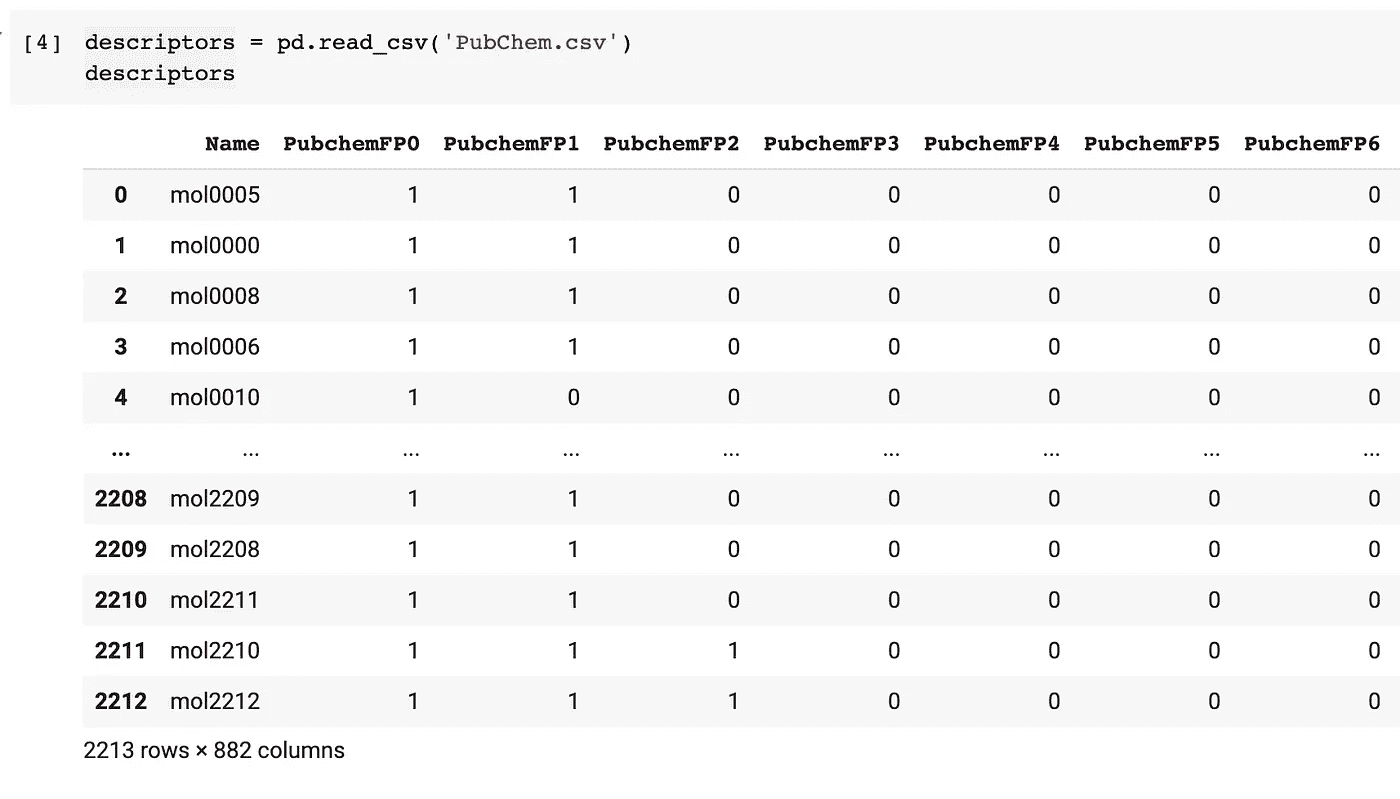 [4] descriptors = pd.read_csv('PubChem.csv')
descriptors
Name PubchemFP0 PubchemFP1 PubchemFP2 PubchemFP3 PubchemFP4 PubchemFP5 PubchemFP6
0 mol0005 1 1 0 0 0 0 0
1 mol0000 1 1 0 0 0 0 0
2 mol0008 1 1 0 0 0 0 0
3 mol0006 1 1 0 0 0 0 0
4 mol0010 1 0 0 0 0 0 0
... ... ... ... ... ... ... ... ...
2208 mol2209 1 1 0 0 0 0 0
2209 mol2208 1 1 0 0 0 0 0
2210 mol2211 1 1 0 0 0 0 0
2211 mol2210 1 1 1 0 0 0 0
2212 mol2212 1 1 1 0 0 0 0
2213 rows × 882 columns